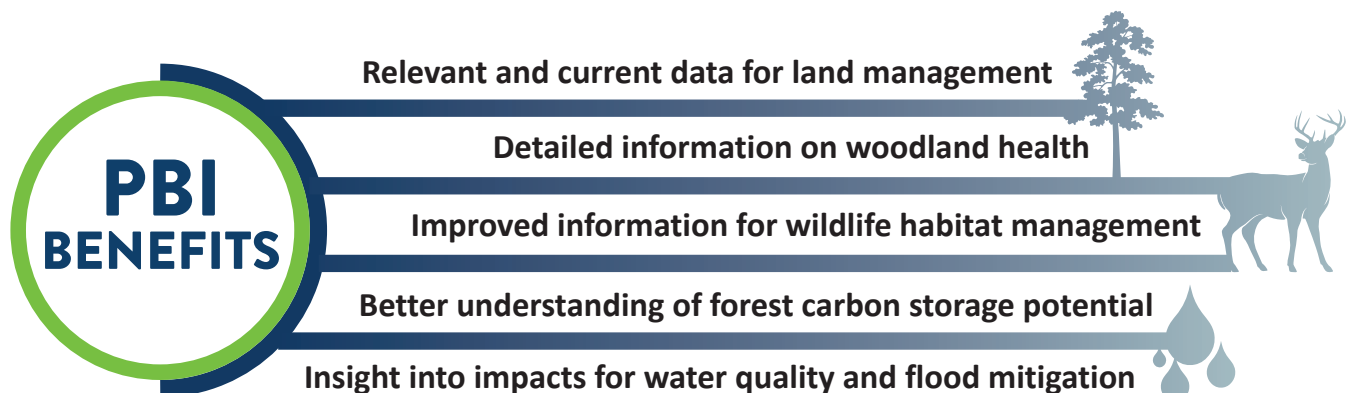 PBI
BENEFITS
Relevant and current data for land management
Detailed information on woodland health
Improved information for wildlife habitat management
Better understanding of forest carbon storage potential
Insight into impacts for water quality and flood mitigation